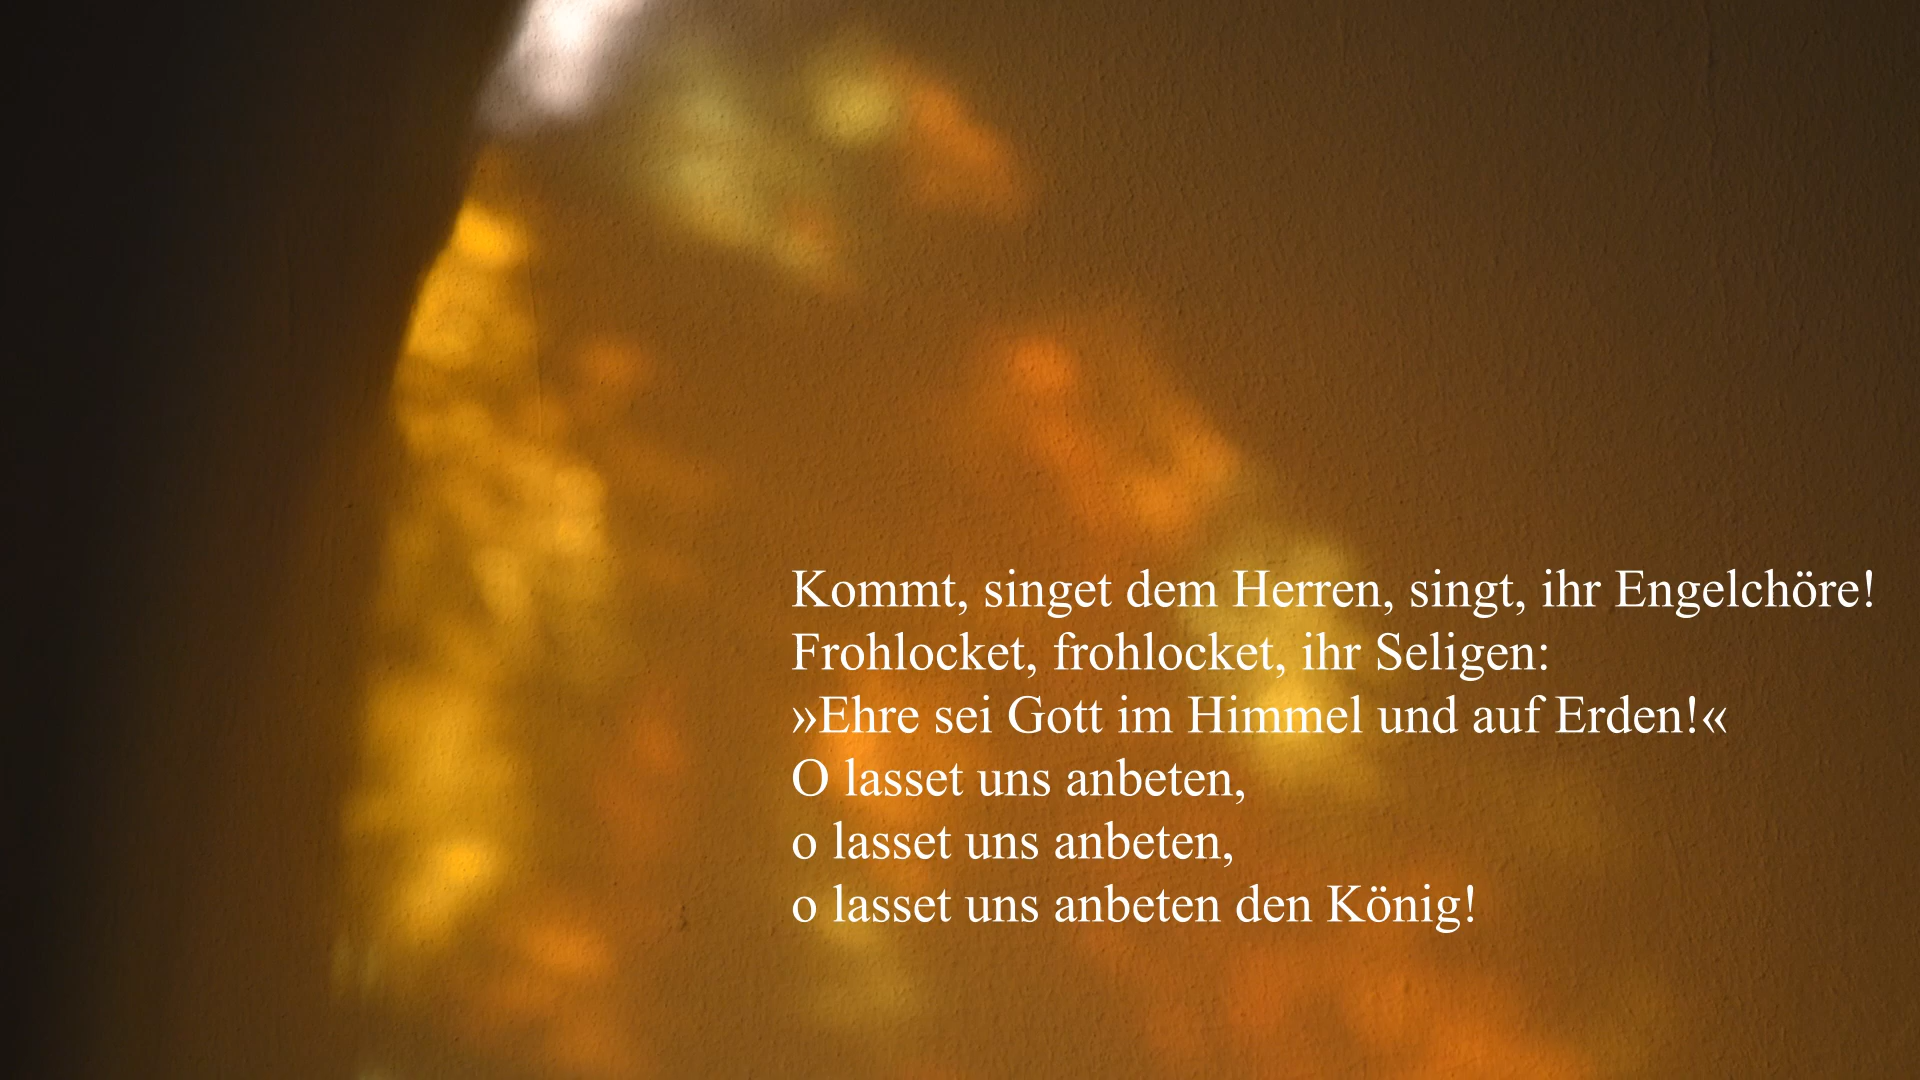 Kommt, singet dem Herren, singt, ihr Engelchöre!
Frohlocket, frohlocket, ihr Seligen:
»Ehre sei Gott im Himmel und auf Erden!«
O lasset uns anbeten,
o lasset uns anbeten,
o lasset uns anbeten den König!